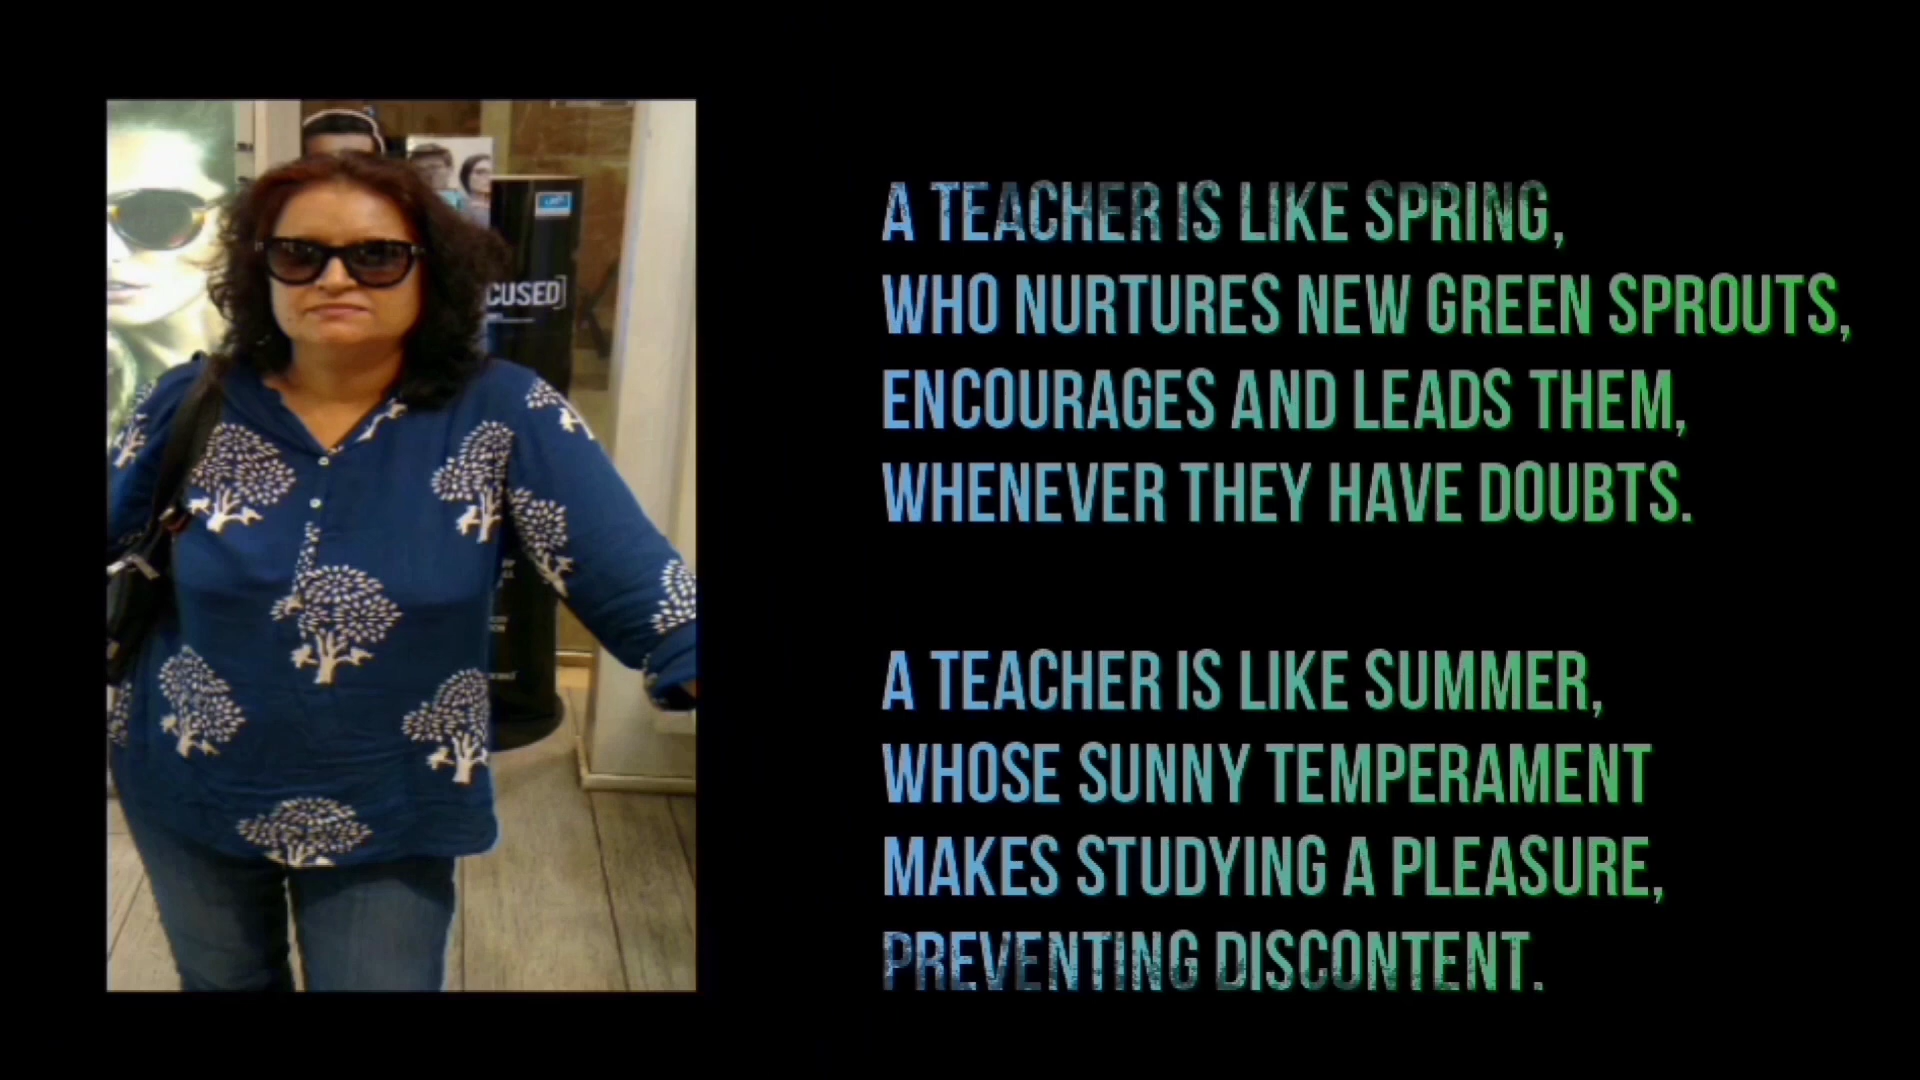 A TEACHER IS LIKE SPRING,
WHO NURTURES NEW GREEN SPROUTS,
ENCOURAGES AND LEADS THEM,
WHENEVER THEY HAVE DOUBTS.
A TEACHER IS LIKE SUMMER,
WHOSE SUNNY TEMPERAMENT
MAKES STUDYING A PLEASURE,
PREVENTING DISCONTENT.
CUSED]